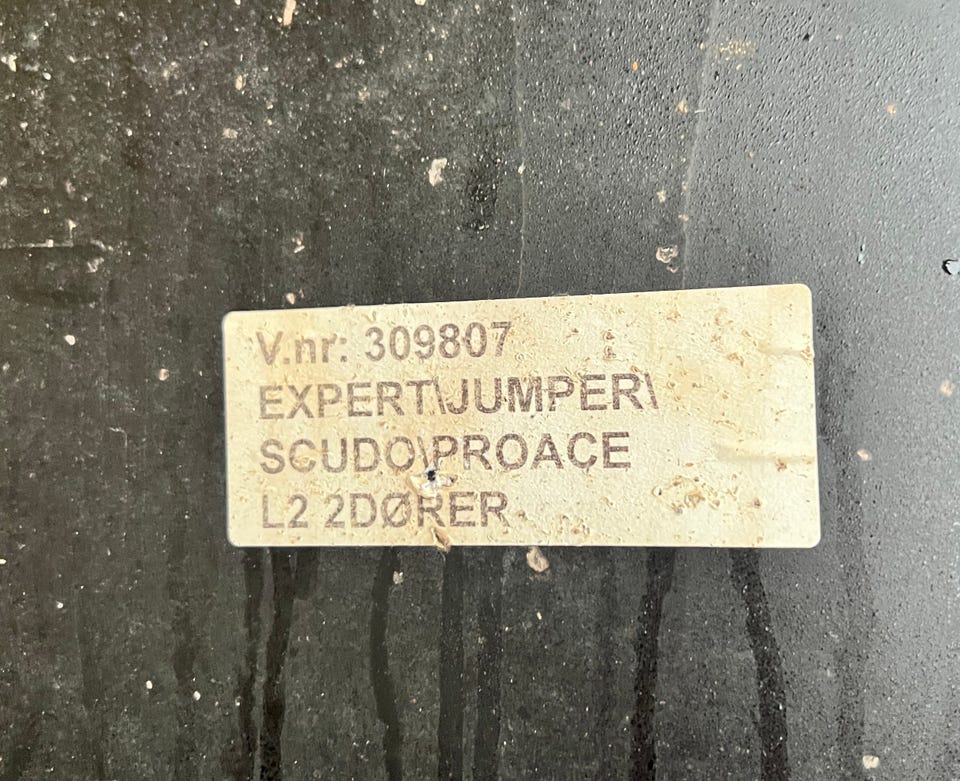 V.nr: 309807
EXPERT\JUMPER\
SCUDO\PROACE
L2 2DØRER